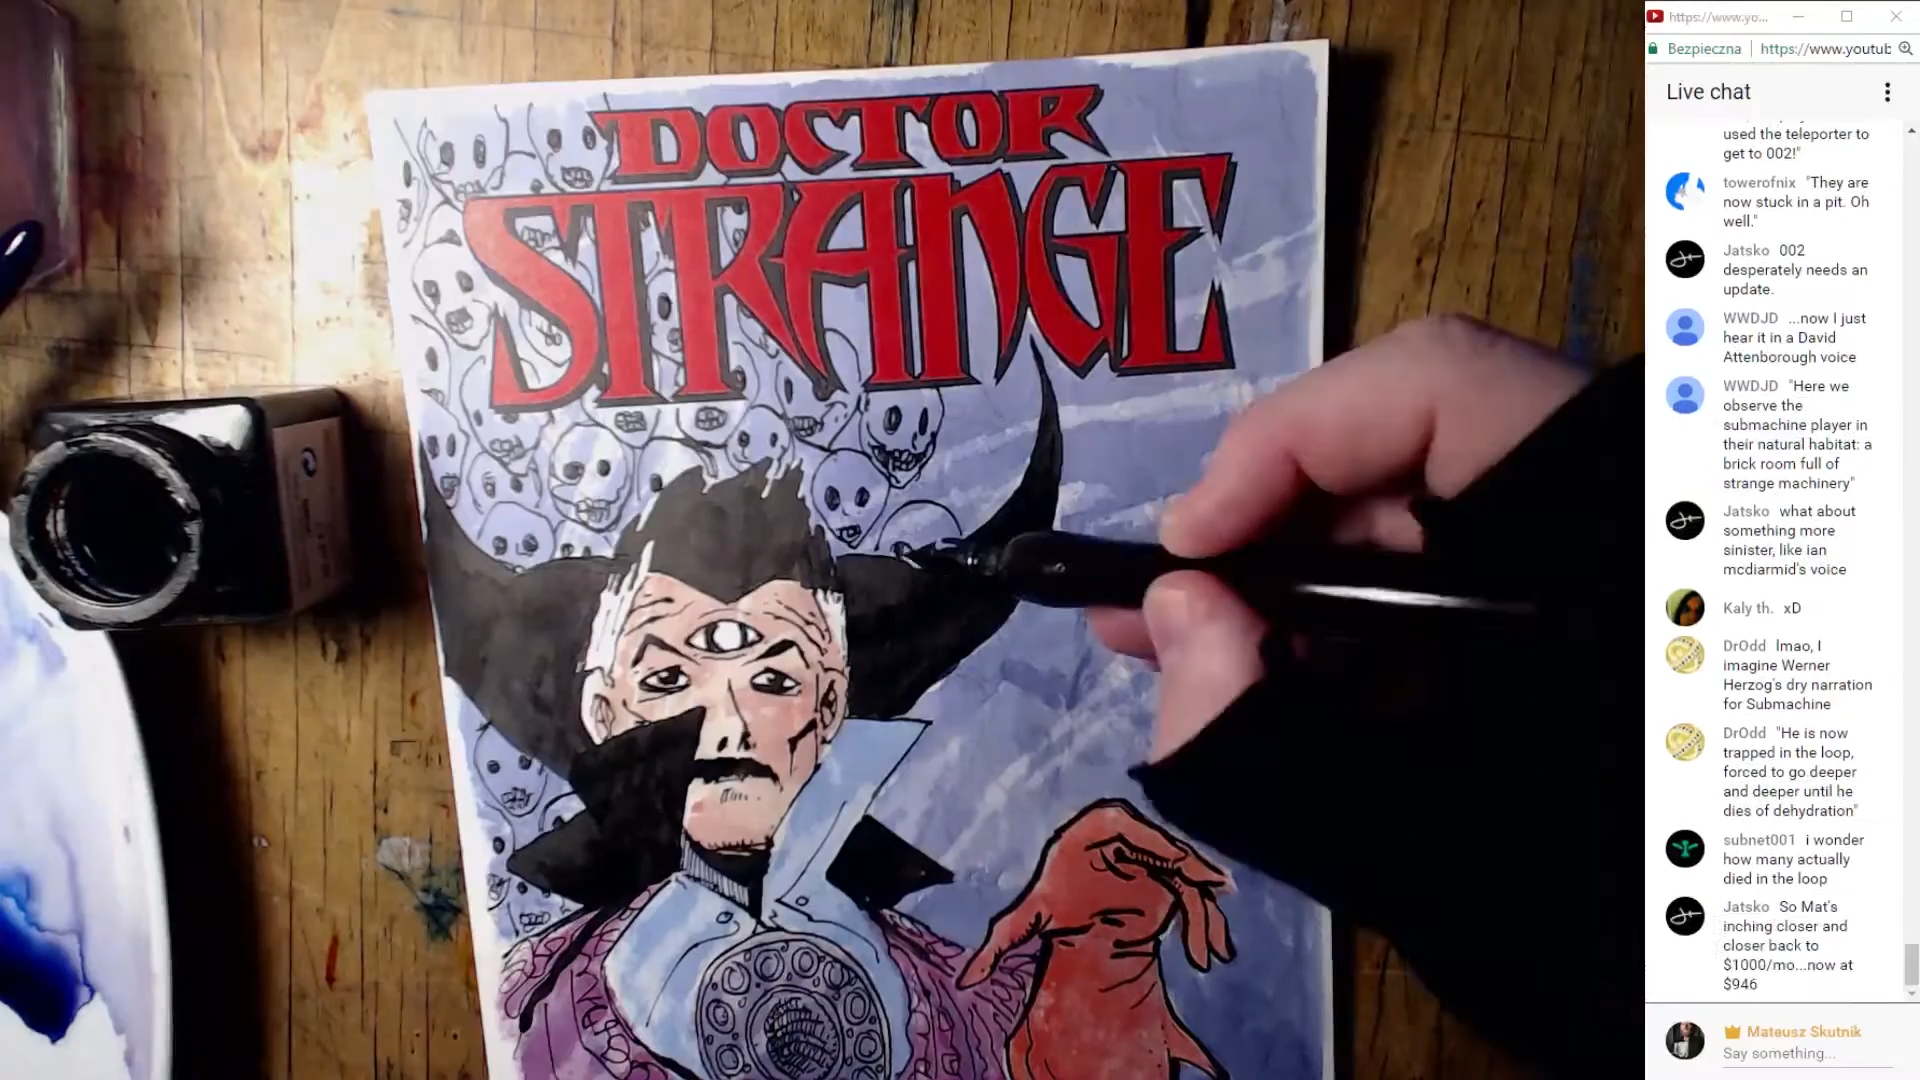 DOCTOR
STRANGE
https://www.yo...
Bezpieczna
https://www.youtub
Live chat
used the teleporter to
get to 002!"
towerofnix "They are
now stuck in a pit. Oh
well."
Jatsko 002
desperately needs an
update.
WWDJD ...now I just
hear it in a David
Attenborough voice
WWDJD "Here we
observe the
submachine player in
their natural habitat: a
brick room full of
strange machinery"
Jatsko what about
something more
sinister, like ian
mcdiarmid's voice
Kaly th. xD
DrOdd lmao, I
imagine Werner
Herzog's dry narration
for Submachine
DrOdd "He is now
trapped in the loop,
forced to go deeper
and deeper until he
dies of dehydration"
subnet001 i wonder
how many actually
died in the loop
Jatsko So Mat's
inching closer and
closer back to
$1000/mo...now at
$946
Mateusz Skutnik
Say something...